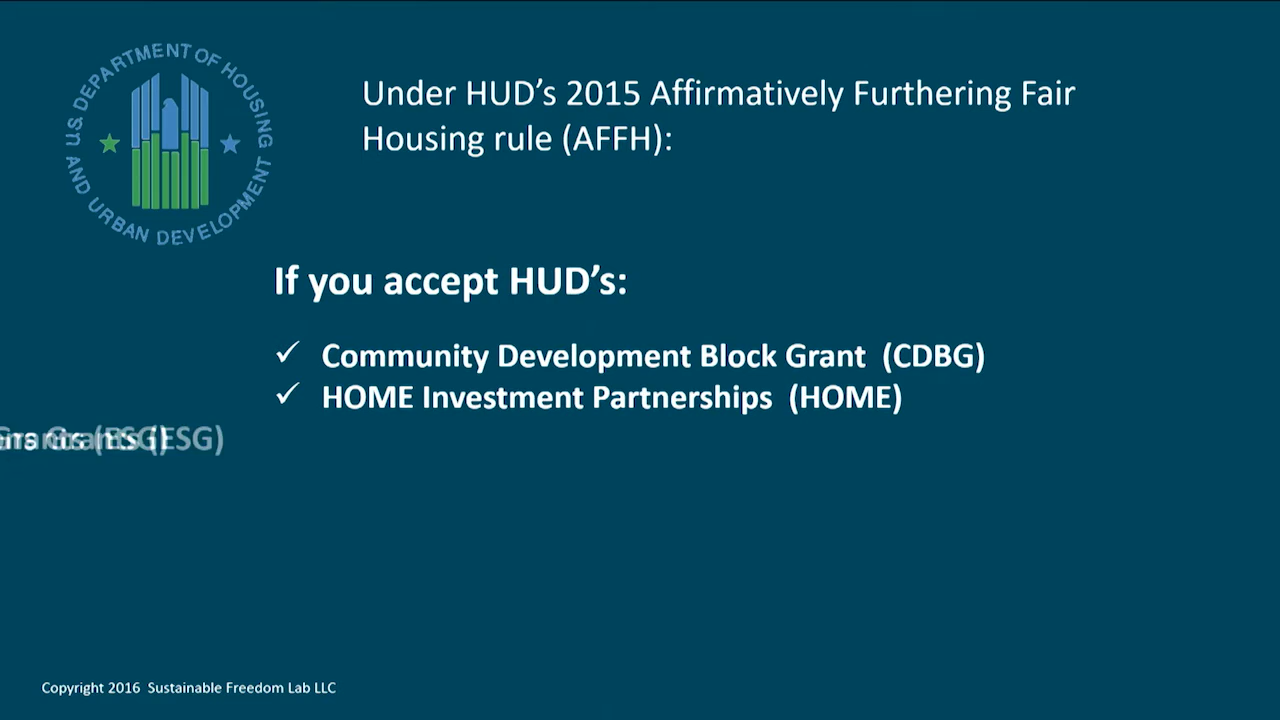 U.S. DEPARTMENT OF HOUSING
AND URBAN DEVELOPMENT
Under HUD’s 2015 Affirmatively Furthering Fair
Housing rule (AFFH):
If you accept HUD’s:
✓ Community Development Block Grant (CDBG)
✓ HOME Investment Partnerships (HOME)
(ESG)
Copyright 2016 Sustainable Freedom Lab LLC